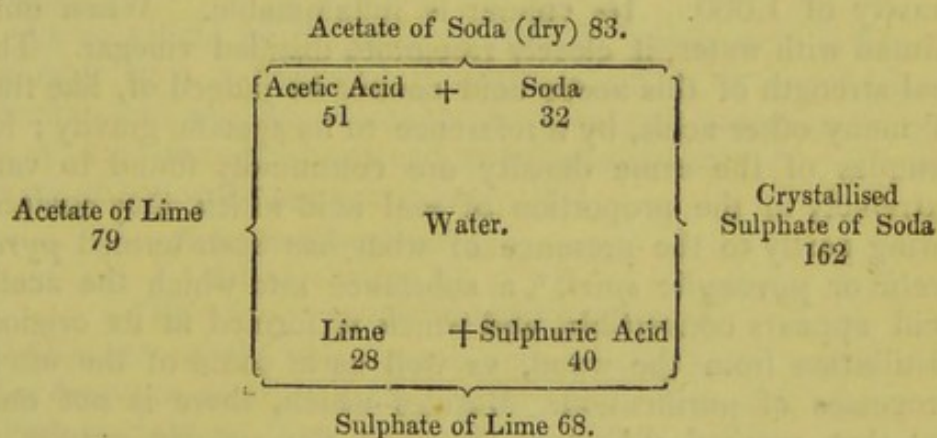 Acetate of Soda (dry) 83.
Acetic Acid + Soda
51 32
Acetate of Lime
79
Water.
Crystallised
Sulphate of Soda
162
Lime +Sulphuric Acid
28 40
Sulphate of Lime 68.